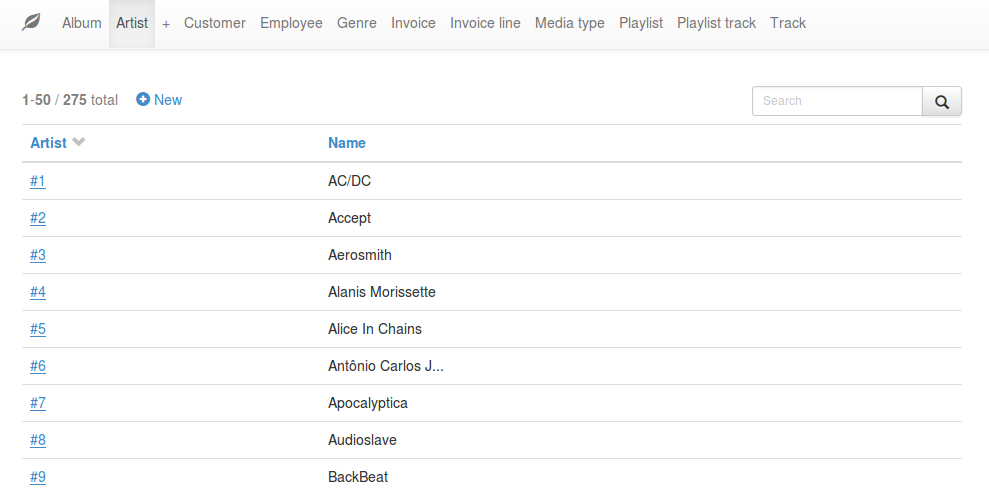 Album Artist + Customer Employee Genre Invoice Invoice line Media type Playlist Playlist track Track
1-50 / 275 total New Search
Artist Name
#1 AC/DC
#2 Accept
#3 Aerosmith
#4 Alanis Morissette
#5 Alice In Chains
#6 Antônio Carlos J...
#7 Apocalyptica
#8 Audioslave
#9 BackBeat